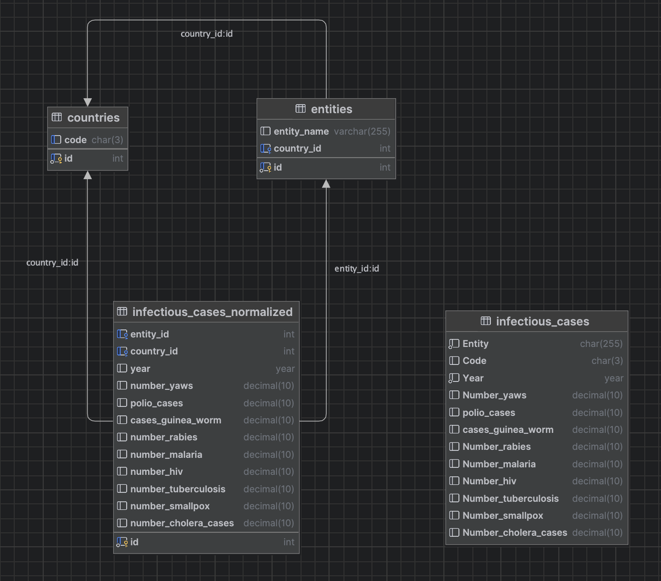 country_id:id
countries
code char(3)
id int
entities
entity_name varchar(255)
country_id int
id int
country_id:id
entity_id:id
infectious_cases_normalized
entity_id int
country_id int
year year
number_yaws decimal(10)
polio_cases decimal(10)
cases_guinea_worm decimal(10)
number_rabies decimal(10)
number_malaria decimal(10)
number_hiv decimal(10)
number_tuberculosis decimal(10)
number_smallpox decimal(10)
number_cholera_cases decimal(10)
id int
infectious_cases
Entity char(255)
Code char(3)
Year year
Number_yaws decimal(10)
polio_cases decimal(10)
cases_guinea_worm decimal(10)
Number_rabies decimal(10)
Number_malaria decimal(10)
Number_hiv decimal(10)
Number_tuberculosis decimal(10)
Number_smallpox decimal(10)
Number_cholera_cases decimal(10)